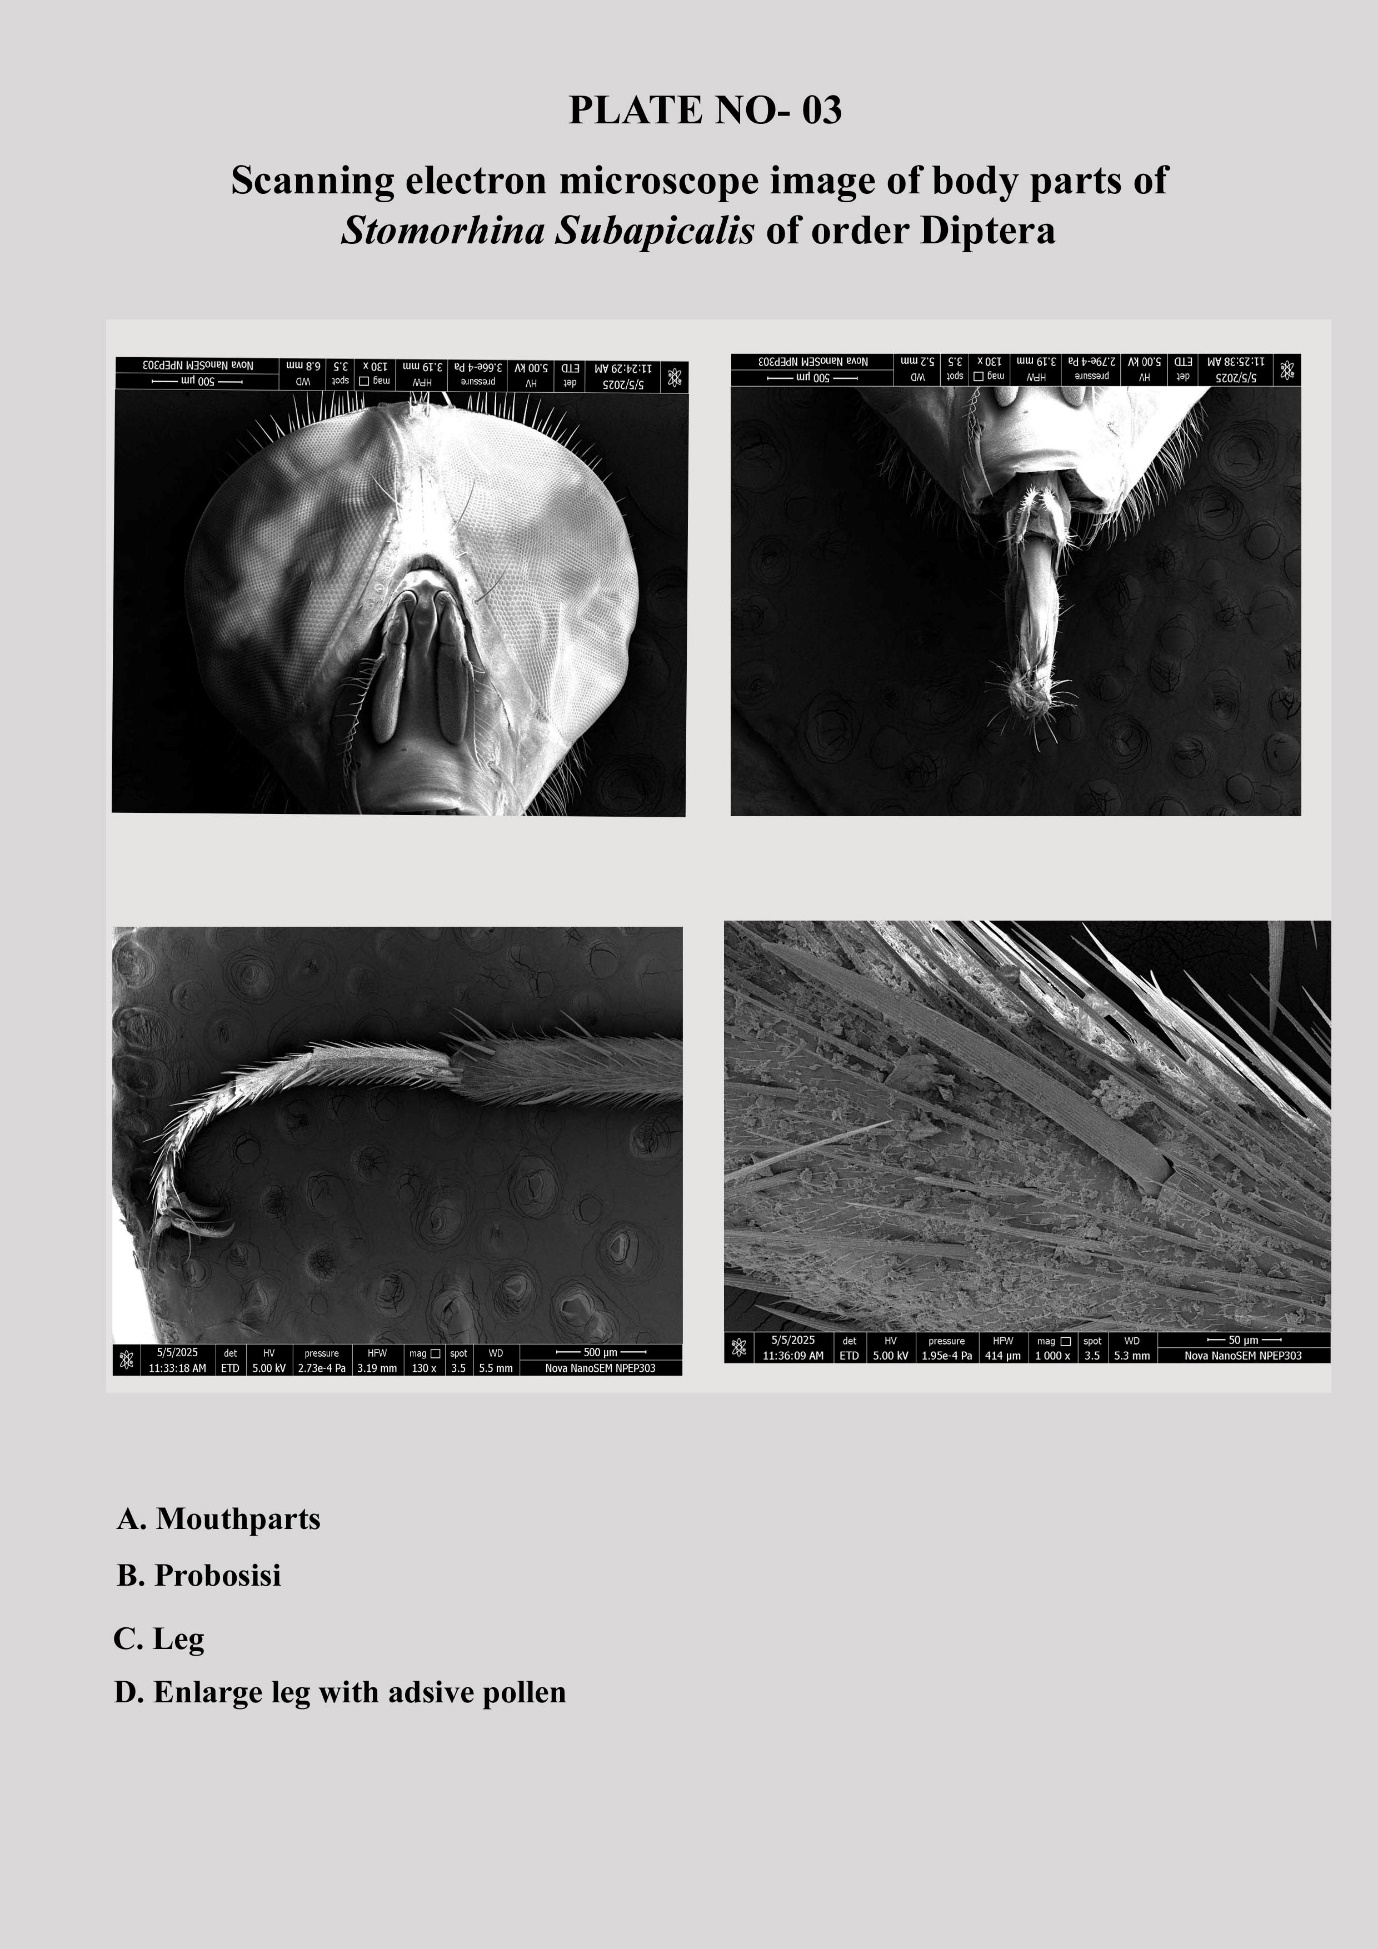 PLATE NO- 03
Scanning electron microscope image of body parts of
Stomorhina Subapicalis of order Diptera
5/5/2025 det HV pressure HFW mag □ spot WD 500 µm
11:24:29 AM ETD 5.00 kV 3.66e-4 Pa 3.19 mm 130 x 3.5 6.8 mm Nova NanoSEM NPEP303
5/5/2025 det HV pressure HFW mag □ spot WD 500 µm
11:25:38 AM ETD 5.00 kV 2.79e-4 Pa 3.19 mm 130 x 3.5 5.2 mm Nova NanoSEM NPEP303
5/5/2025 det HV pressure HFW mag □ spot WD 500 µm
11:33:18 AM ETD 5.00 kV 2.73e-4 Pa 3.19 mm 130 x 3.5 5.5 mm Nova NanoSEM NPEP303
5/5/2025 det HV pressure HFW mag □ spot WD 50 µm
11:36:09 AM ETD 5.00 kV 1.95e-4 Pa 414 µm 1 000 x 3.5 5.3 mm Nova NanoSEM NPEP303
A. Mouthparts
B. Probosisi
C. Leg
D. Enlarge leg with adsive pollen